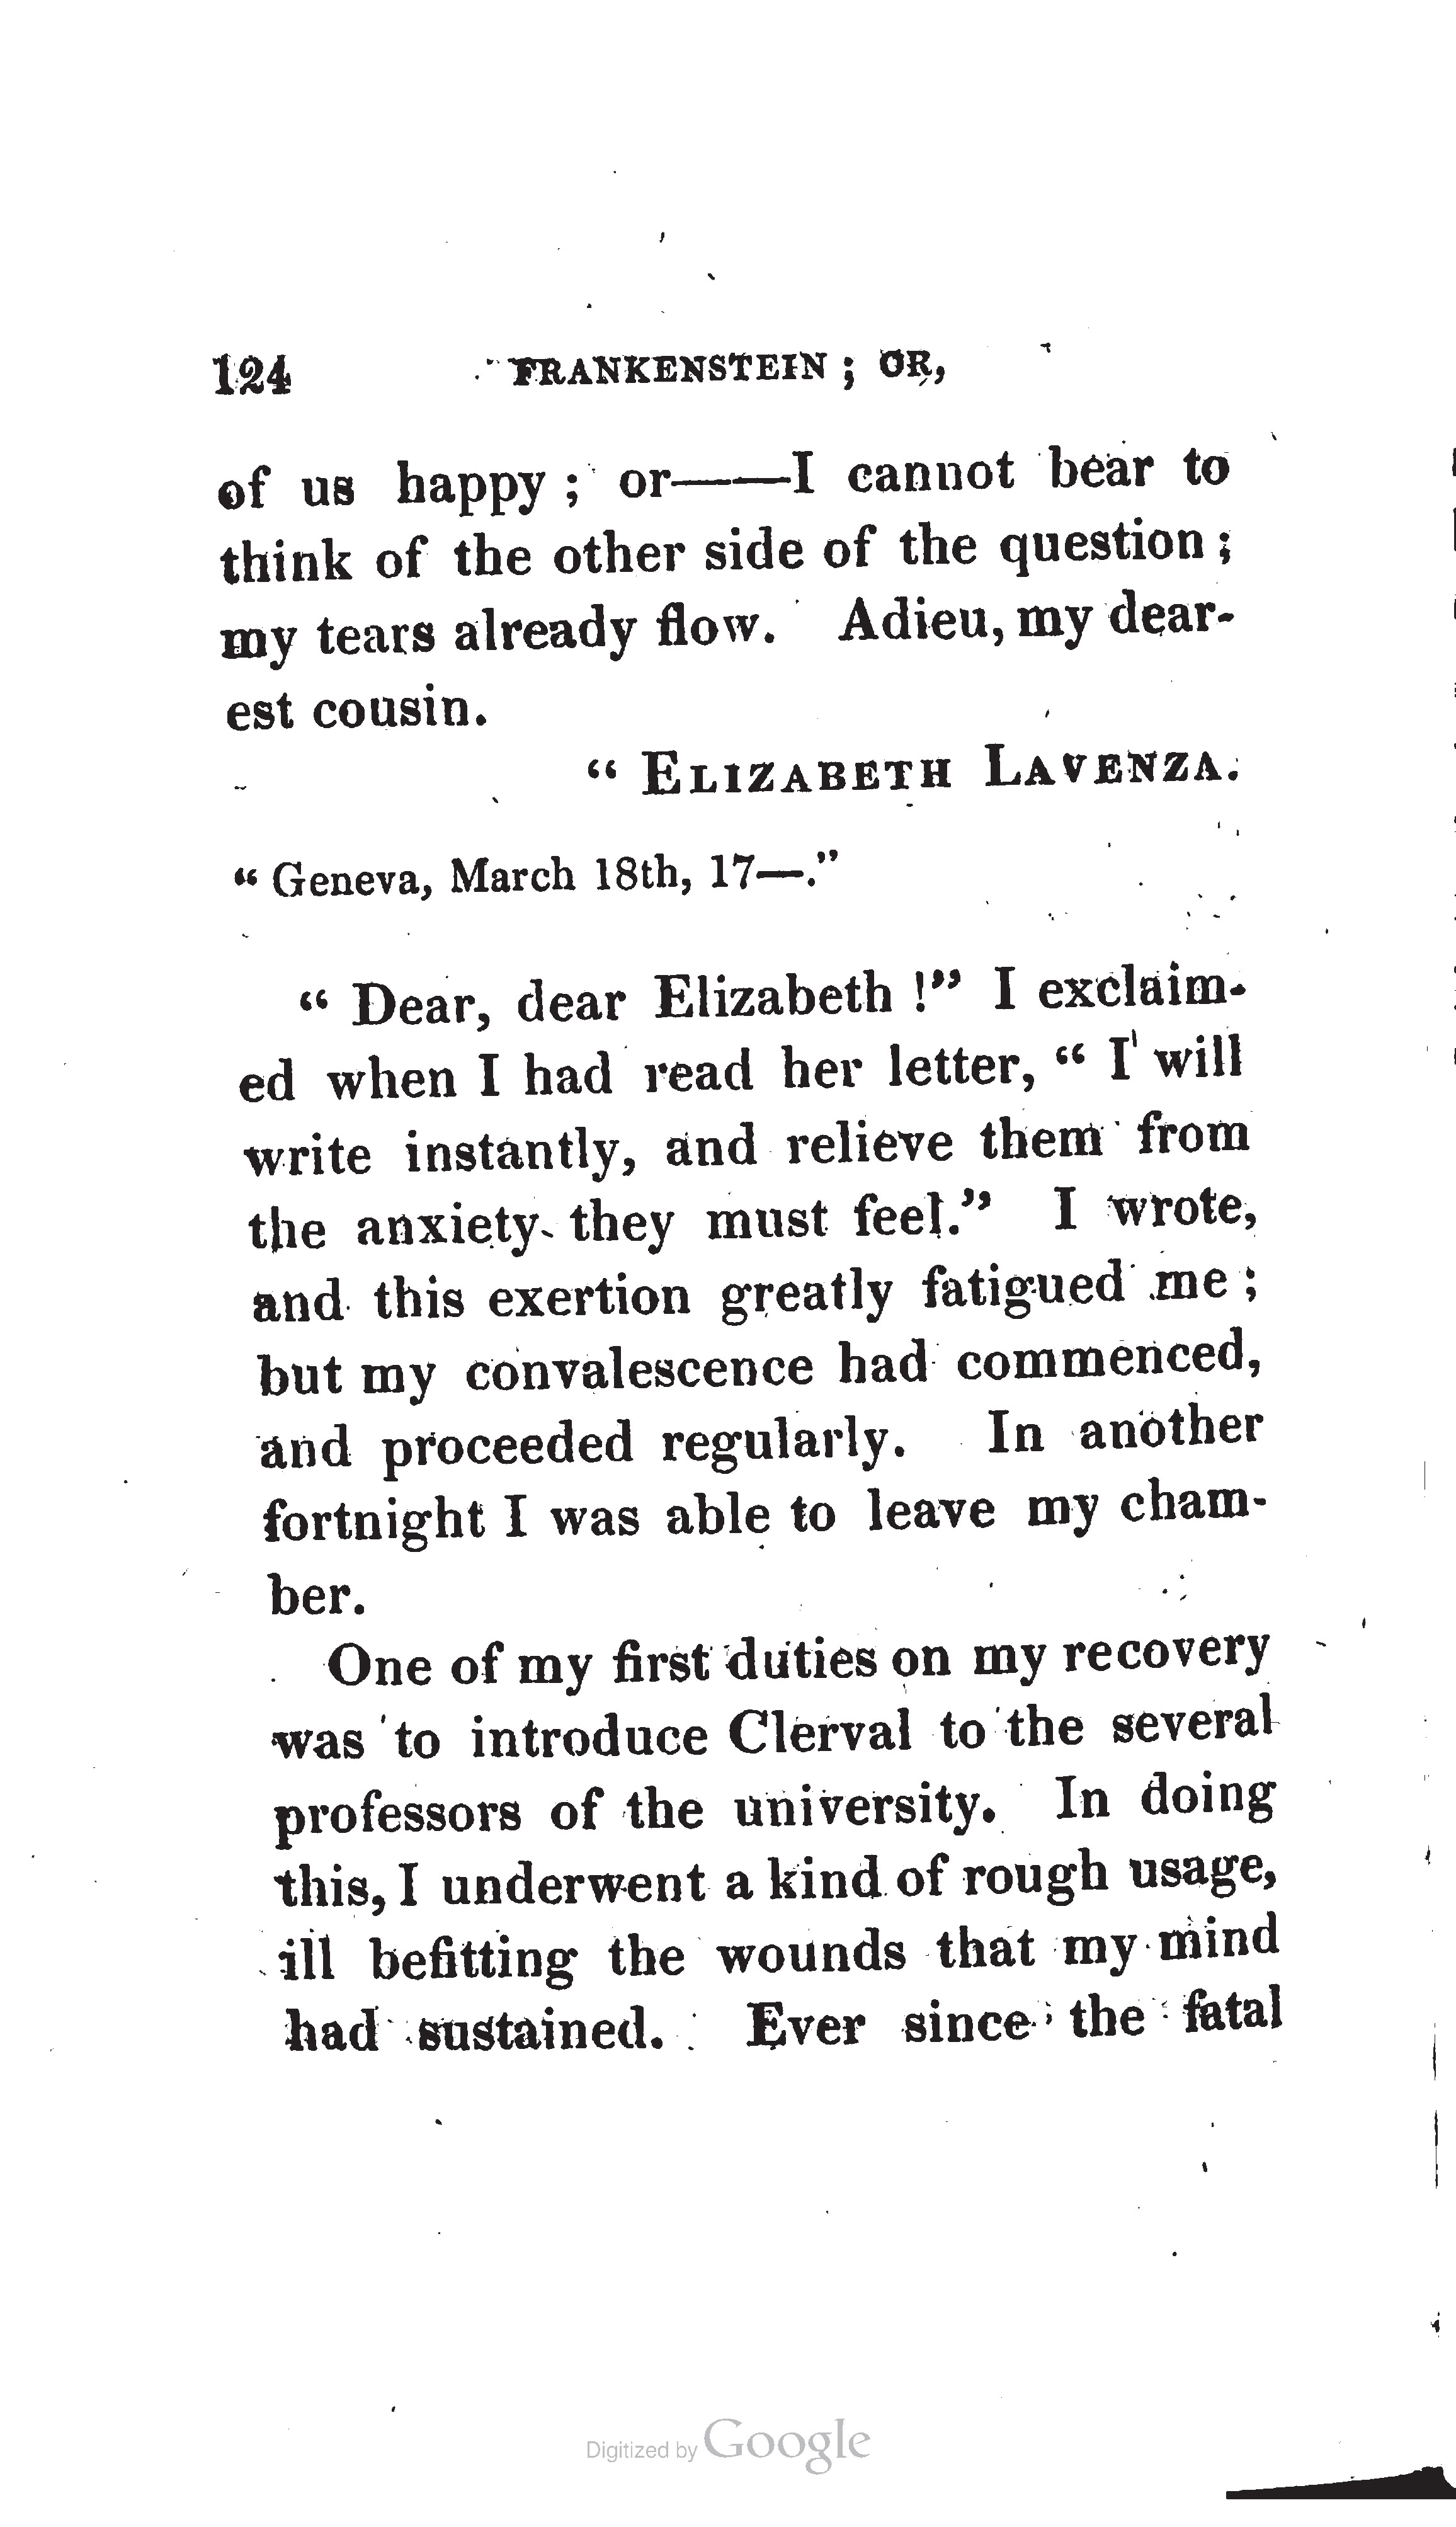 124 FRANKENSTEIN ; OR,
of us happy ; or——I cannot bear to
think of the other side of the question ;
my tears already flow. Adieu, my dear-
est cousin.
“ ELIZABETH LAVENZA.
“ Geneva, March 18th, 17—.”
“ Dear, dear Elizabeth !” I exclaim-
ed when I had read her letter, “ I will
write instantly, and relieve them from
the anxiety they must feel.” I wrote,
and this exertion greatly fatigued me ;
but my convalescence had commenced,
and proceeded regularly. In another
fortnight I was able to leave my cham-
ber.
One of my first duties on my recovery
was to introduce Clerval to the several
professors of the university. In doing
this, I underwent a kind of rough usage,
ill befitting the wounds that my mind
had sustained. Ever since the fatal
Digitized by Google